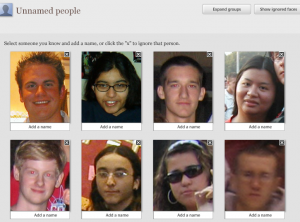 Unnamed people
Expand groups
Show ignored faces
Select someone you know and add a name, or click the "x" to ignore that person.
Add a name
Add a name
Add a name
Add a name
Add a name
Add a name
Add a name
Add a name